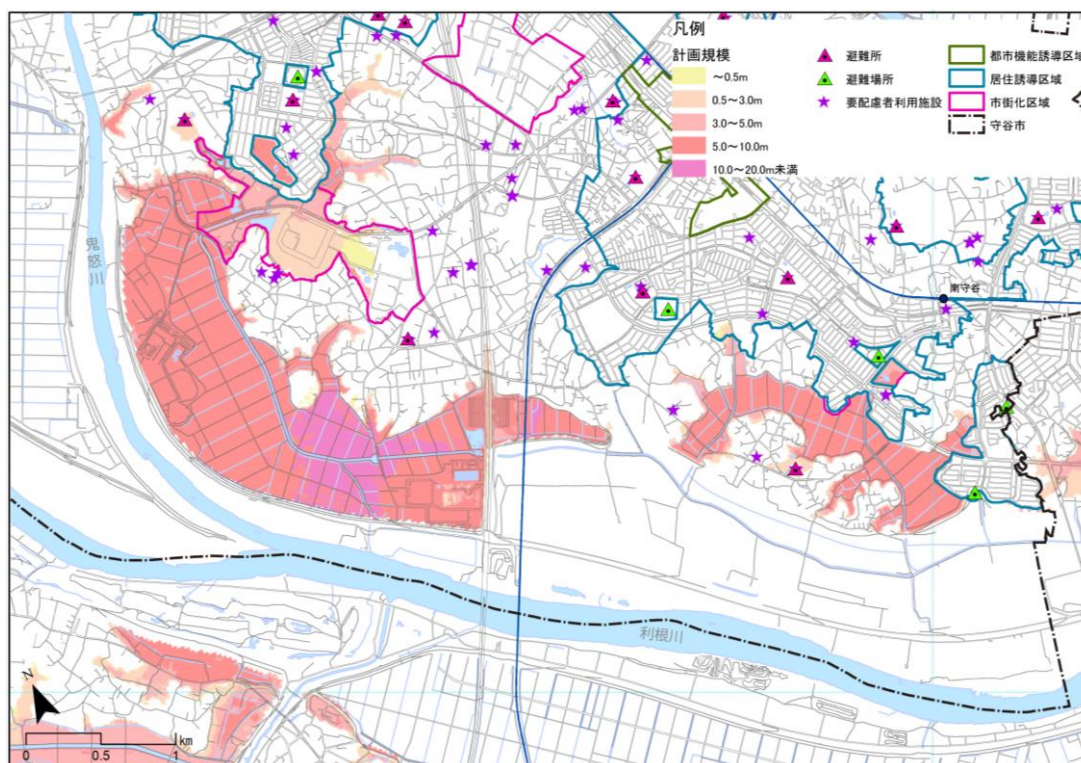 凡例
計画規模
～0.5m
0.5～3.0m
3.0～5.0m
5.0～10.0m
10.0～20.0m未満
避難所
避難場所
要配慮者利用施設
都市機能誘導区域
居住誘導区域
市街化区域
守谷市
鬼怒川
南守谷
利根川
N
0 0.5 1 km